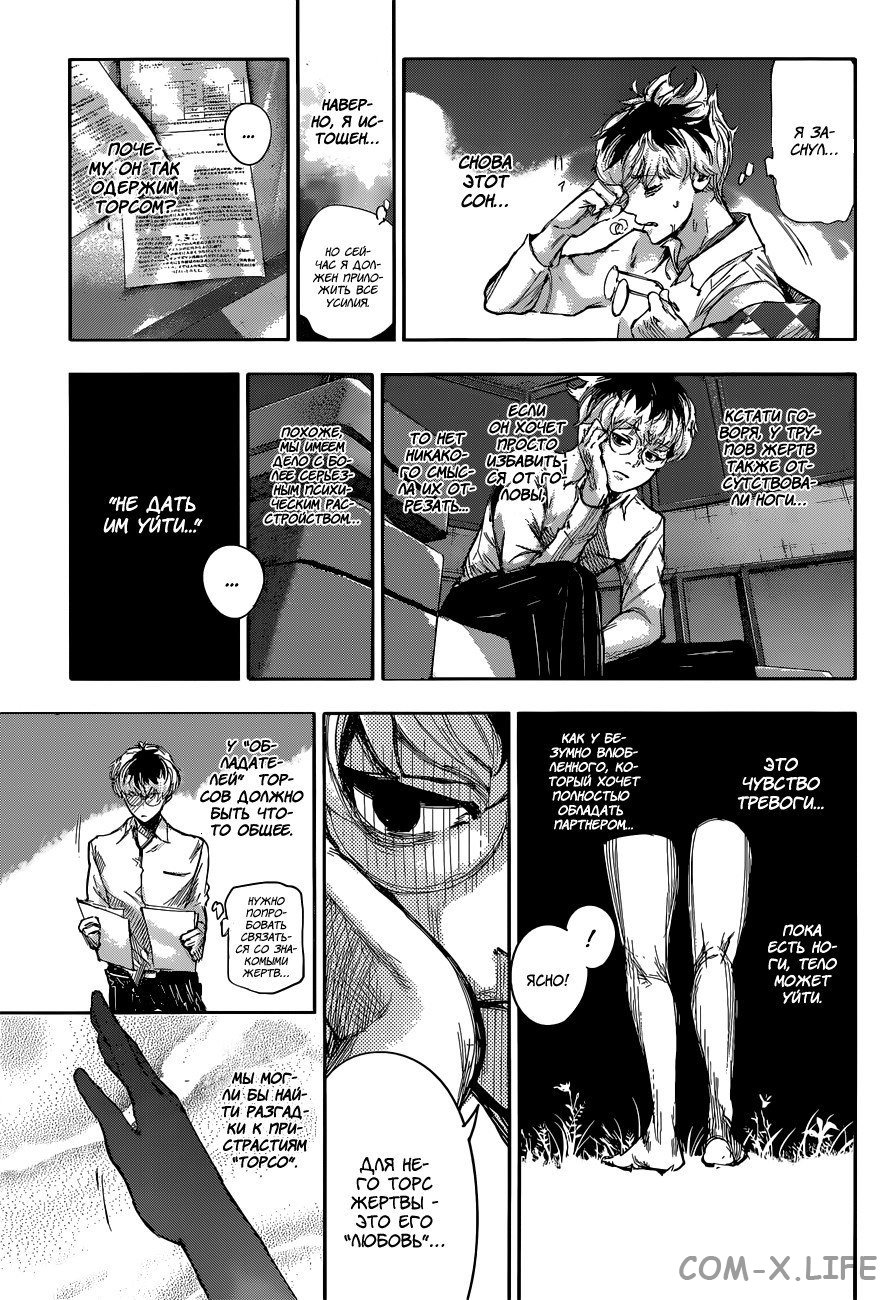 Я ЗА-
СНУЛ...
СНОВА
ЭТОТ
СОН...
НАВЕР-
НО, Я ИС-
ТОЩЕН...
НО СЕЙ-
ЧАС Я ДОЛ-
ЖЕН ПРИЛО-
ЖИТЬ ВСЕ
УСИЛИЯ.
...
ПОЧЕ-
МУ ОН ТАК
ОДЕРЖИМ
ТОРСОМ?
КСТАТИ ГО-
ВОРЯ, У ТРУ-
ПОВ ЖЕРТВ
ТАКЖЕ ОТ-
СУТСТВОВА-
ЛИ НОГИ...
ЕСЛИ
ОН ХОЧЕТ
ПРОСТО
ИЗБАВИТЬ-
СЯ ОТ ГО-
ЛОВЫ,
ТО НЕТ
НИКАКО-
ГО СМЫС-
ЛА ИХ ОТ-
РЕЗАТЬ...
ПОХОЖЕ,
МЫ ИМЕЕМ
ДЕЛО С БО-
ЛЕЕ СЕРЬЕЗ-
НЫМ ПСИХИ-
ЧЕСКИМ РАС-
СТРОЙСТВОМ...
"НЕ ДАТЬ
ИМ УЙТИ..."
...
ЭТО
ЧУВСТВО
ТРЕВОГИ...
КАК У БЕ-
ЗУМНО ВЛЮБ-
ЛЕННОГО, КО-
ТОРЫЙ ХОЧЕТ
ПОЛНОСТЬЮ
ОБЛАДАТЬ
ПАРТНЕРОМ...
ПОКА
ЕСТЬ НО-
ГИ, ТЕЛО
МОЖЕТ
УЙТИ.
!
ЯСНО!
ДЛЯ НЕ-
ГО ТОРС
ЖЕРТВЫ -
ЭТО ЕГО
"ЛЮБОВЬ"...
У "ОБ-
ЛАДАТЕ-
ЛЕЙ" ТОР-
СОВ ДОЛЖНО
БЫТЬ ЧТО-
ТО ОБЩЕЕ.
НУЖНО
ПОПРО-
БОВАТЬ
СВЯЗАТЬ-
СЯ СО ЗНА-
КОМЫМИ
ЖЕРТВ...
МЫ МОГ-
ЛИ БЫ НАЙ-
ТИ РАЗГАД-
КИ К ПРИ-
СТРАСТИЯМ
"ТОРСО".
COM-X.LIFE